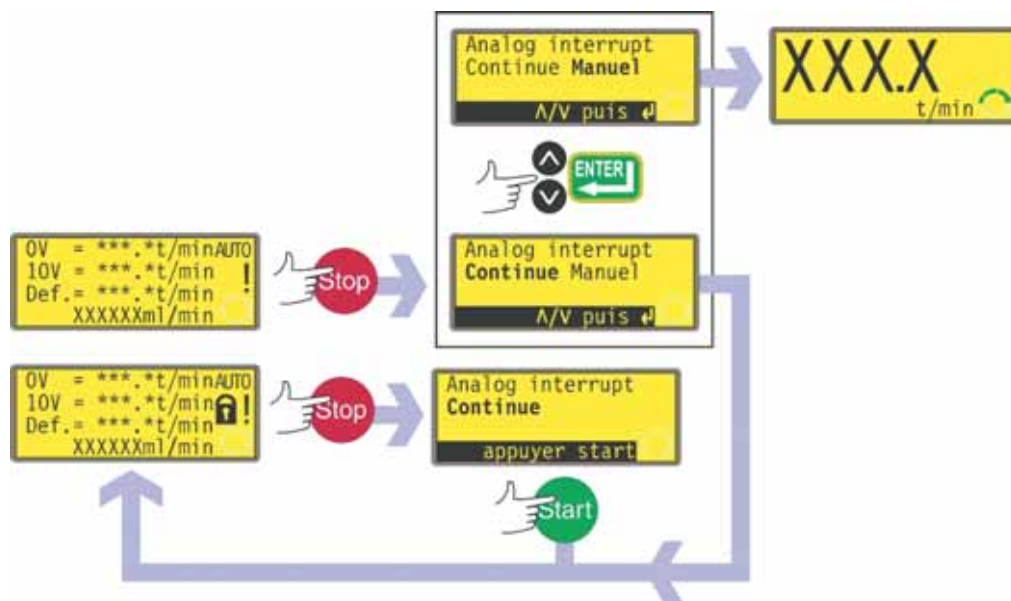 Analog interrupt
Continue Manuel
Λ/V puis ↲
XXX.X
t/min
ENTER
0V = ***.*t/minAUTO
10V = ***.*t/min !
Def.= ***.*t/min
XXXXXXml/min
Stop
Analog interrupt
Continue Manuel
Λ/V puis ↲
0V = ***.*t/minAUTO
10V = ***.*t/min !
Def.= ***.*t/min
XXXXXXml/min
Stop
Analog interrupt
Continue
appuyer start
Start